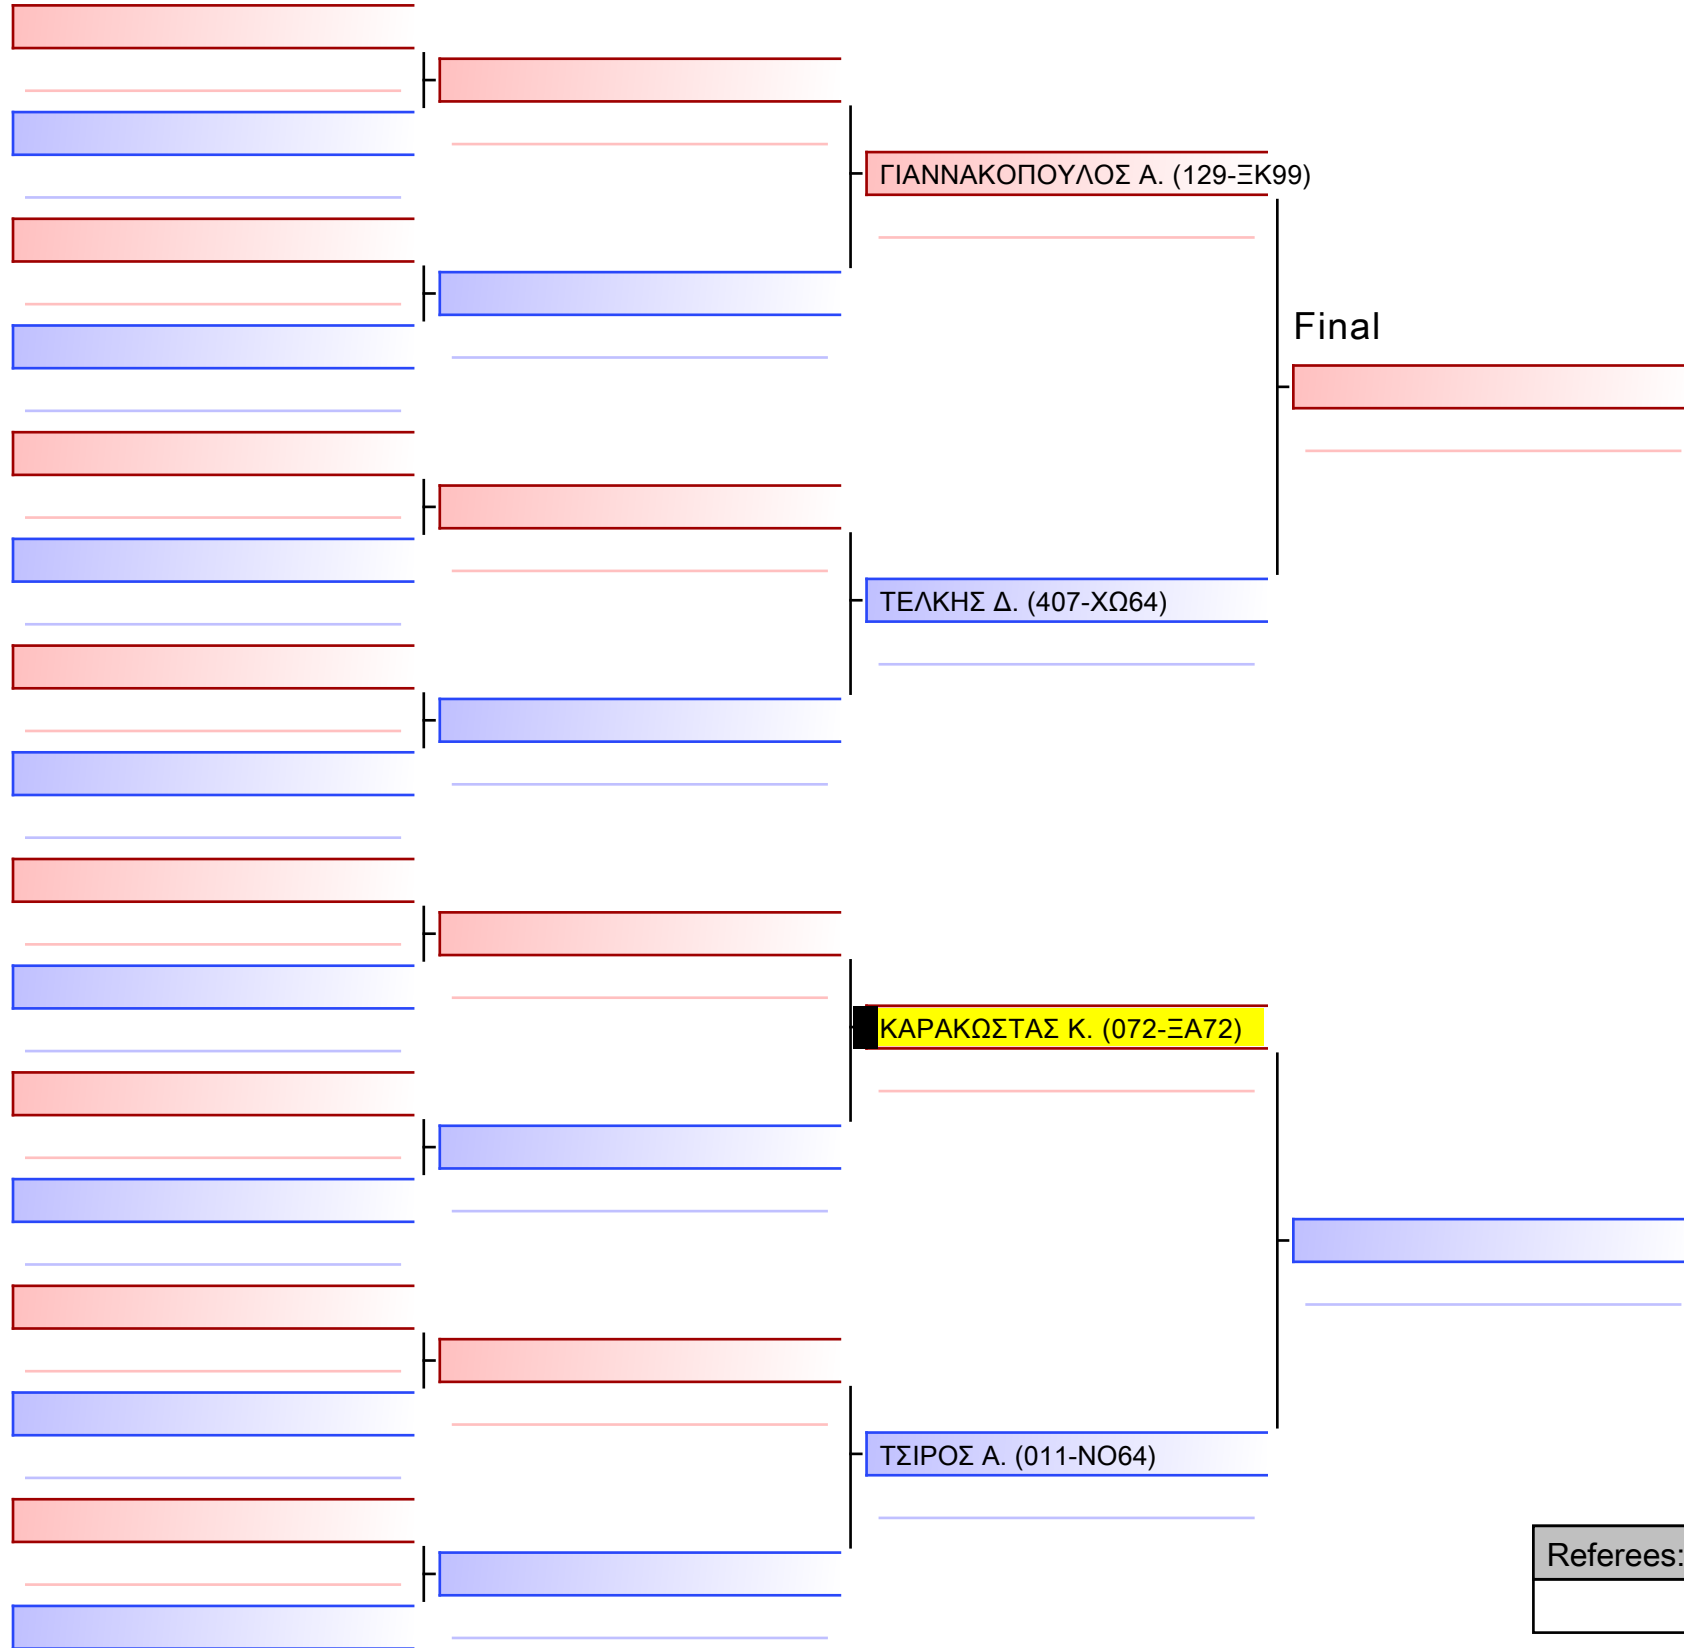 ΓΙΑΝΝΑΚΟΠΟΥΛΟΣ Α. (129-ΞΚ99)
Final
ΤΕΛΚΗΣ Δ. (407-ΧΩ64)
ΚΑΡΑΚΩΣΤΑΣ Κ. (072-ΞΑ72)
ΤΣΙΡΟΣ Α. (011-ΝΟ64)
Referees: